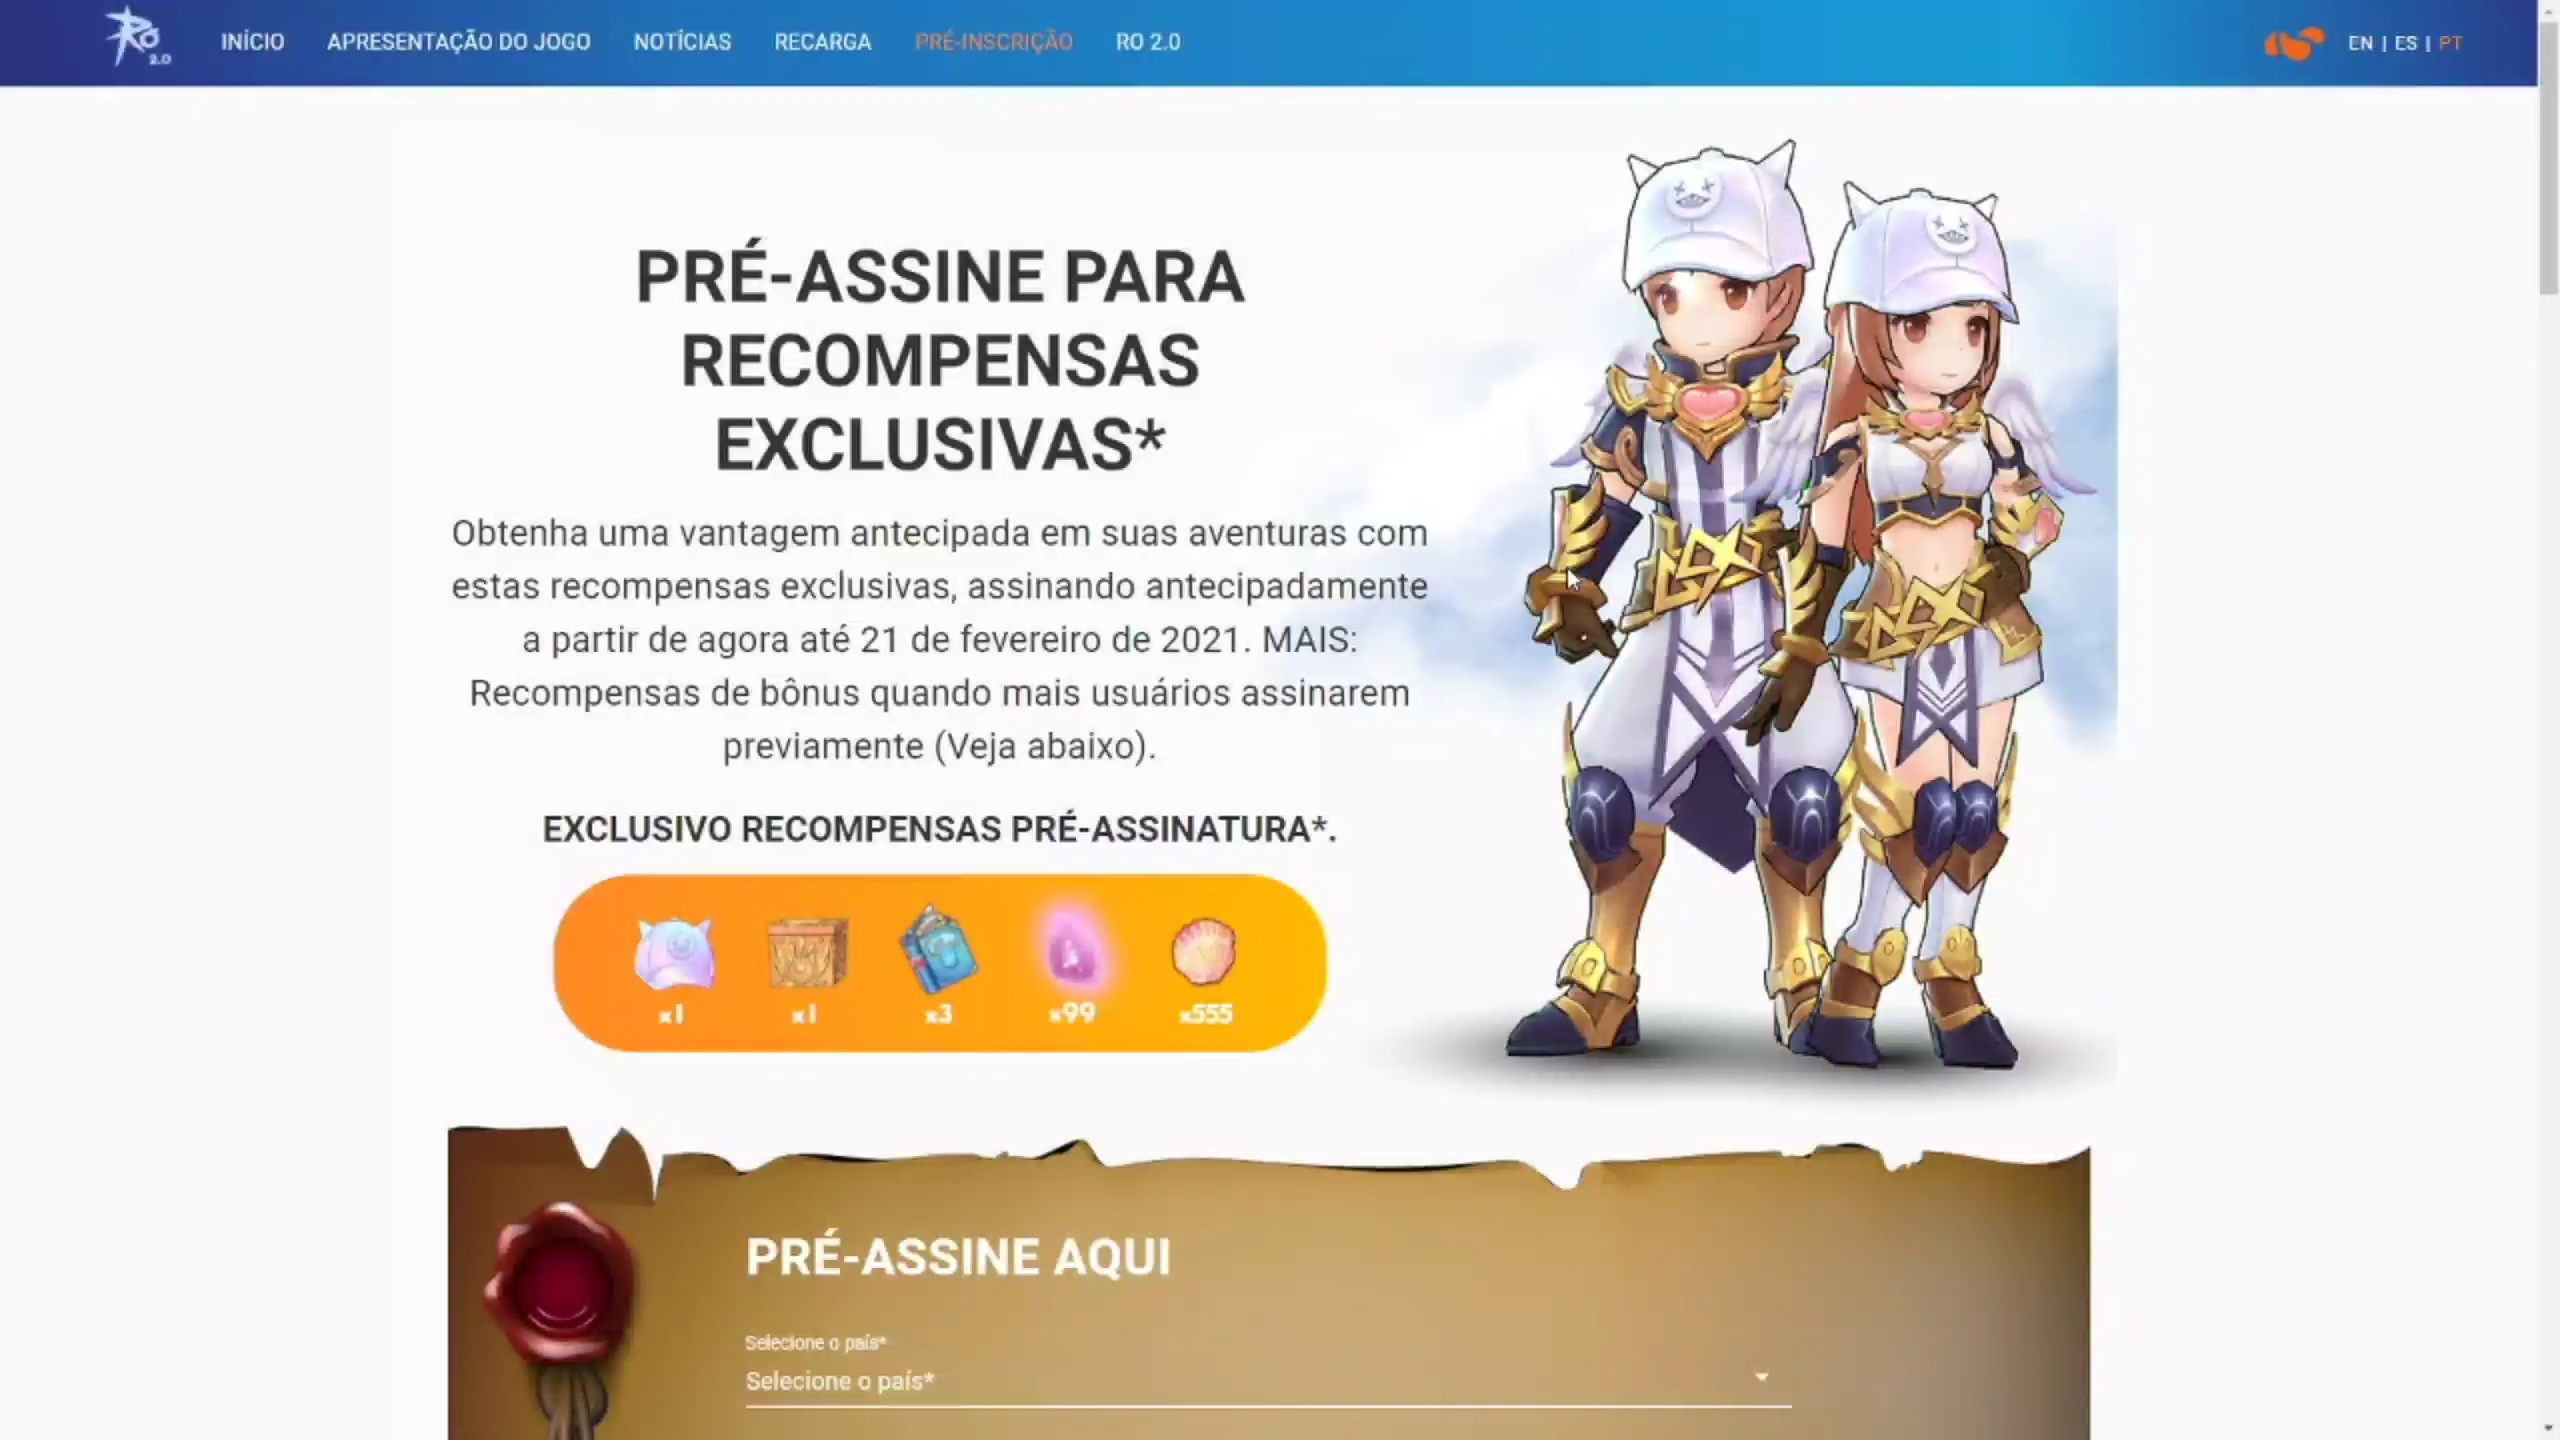 RO 2.0
INÍCIO
APRESENTAÇÃO DO JOGO
NOTÍCIAS
RECARGA
PRÉ-INSCRIÇÃO
RO 2.0
EN | ES | PT
PRÉ-ASSINE PARA
RECOMPENSAS
EXCLUSIVAS*
Obtenha uma vantagem antecipada em suas aventuras com
estas recompensas exclusivas, assinando antecipadamente
a partir de agora até 21 de fevereiro de 2021. MAIS:
Recompensas de bônus quando mais usuários assinarem
previamente (Veja abaixo).
EXCLUSIVO RECOMPENSAS PRÉ-ASSINATURA*.
x1 x1 x3 x99 x555
PRÉ-ASSINE AQUI
Selecione o país*
Selecione o país*